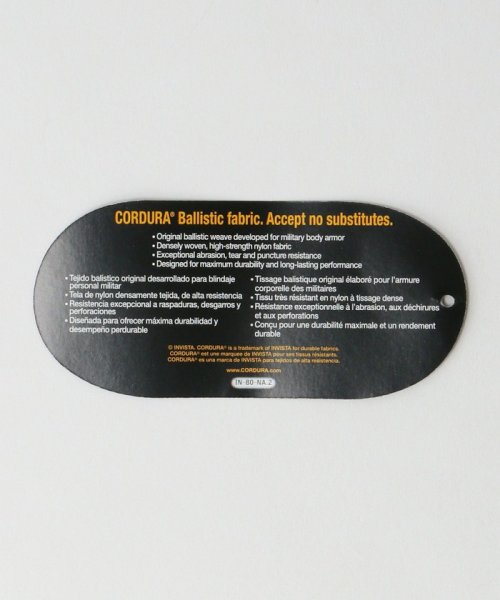 CORDURA® Ballistic fabric. Accept no substitutes.
• Original ballistic weave developed for military body armor
• Densely woven, high-strength nylon fabric
• Exceptional abrasion, tear and puncture resistance
• Designed for maximum durability and long-lasting performance
• Tejido balístico original desarrollado para blindaje
personal militar
• Tela de nylon densamente tejida, de alta resistencia
• Resistencia excepcional a raspaduras, desgarros y
perforaciones
• Diseñada para ofrecer máxima durabilidad y
desempeño perdurable
• Tissage balistique original élaboré pour l'armure
corporelle des militaires
• Tissu très résistant en nylon à tissage dense
• Résistance exceptionnelle à l'abrasion, aux déchirures
et aux perforations
• Conçu pour une durabilité maximale et un rendement
durable
© INVISTA. CORDURA® is a trademark of INVISTA for durable fabrics.
CORDURA® est une marque de INVISTA pour ses tissus résistants.
CORDURA® es una marca de INVISTA para tejidos de alta resistencia.
www.CORDURA.com
IN-BO-NA.2